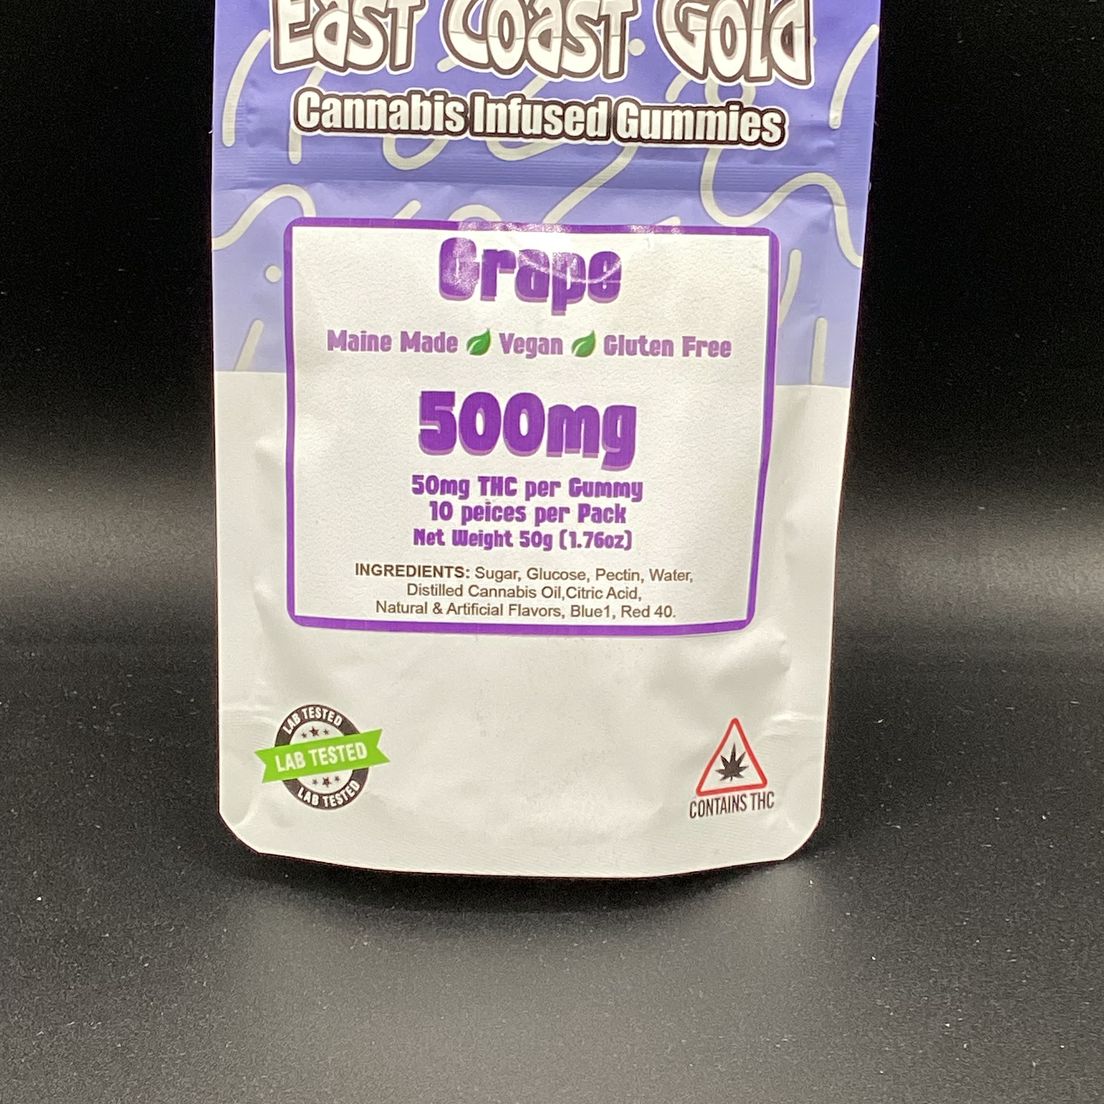 East Coast Gold
Cannabis Infused Gummies
Grape
Maine Made Vegan Gluten Free
500mg
50mg THC per Gummy
10 peices per Pack
Net Weight 50g (1.76oz)
INGREDIENTS: Sugar, Glucose, Pectin, Water,
Distilled Cannabis Oil,Citric Acid,
Natural & Artificial Flavors, Blue1, Red 40.
LAB TESTED
LAB TESTED
LAB TESTED
CONTAINS THC